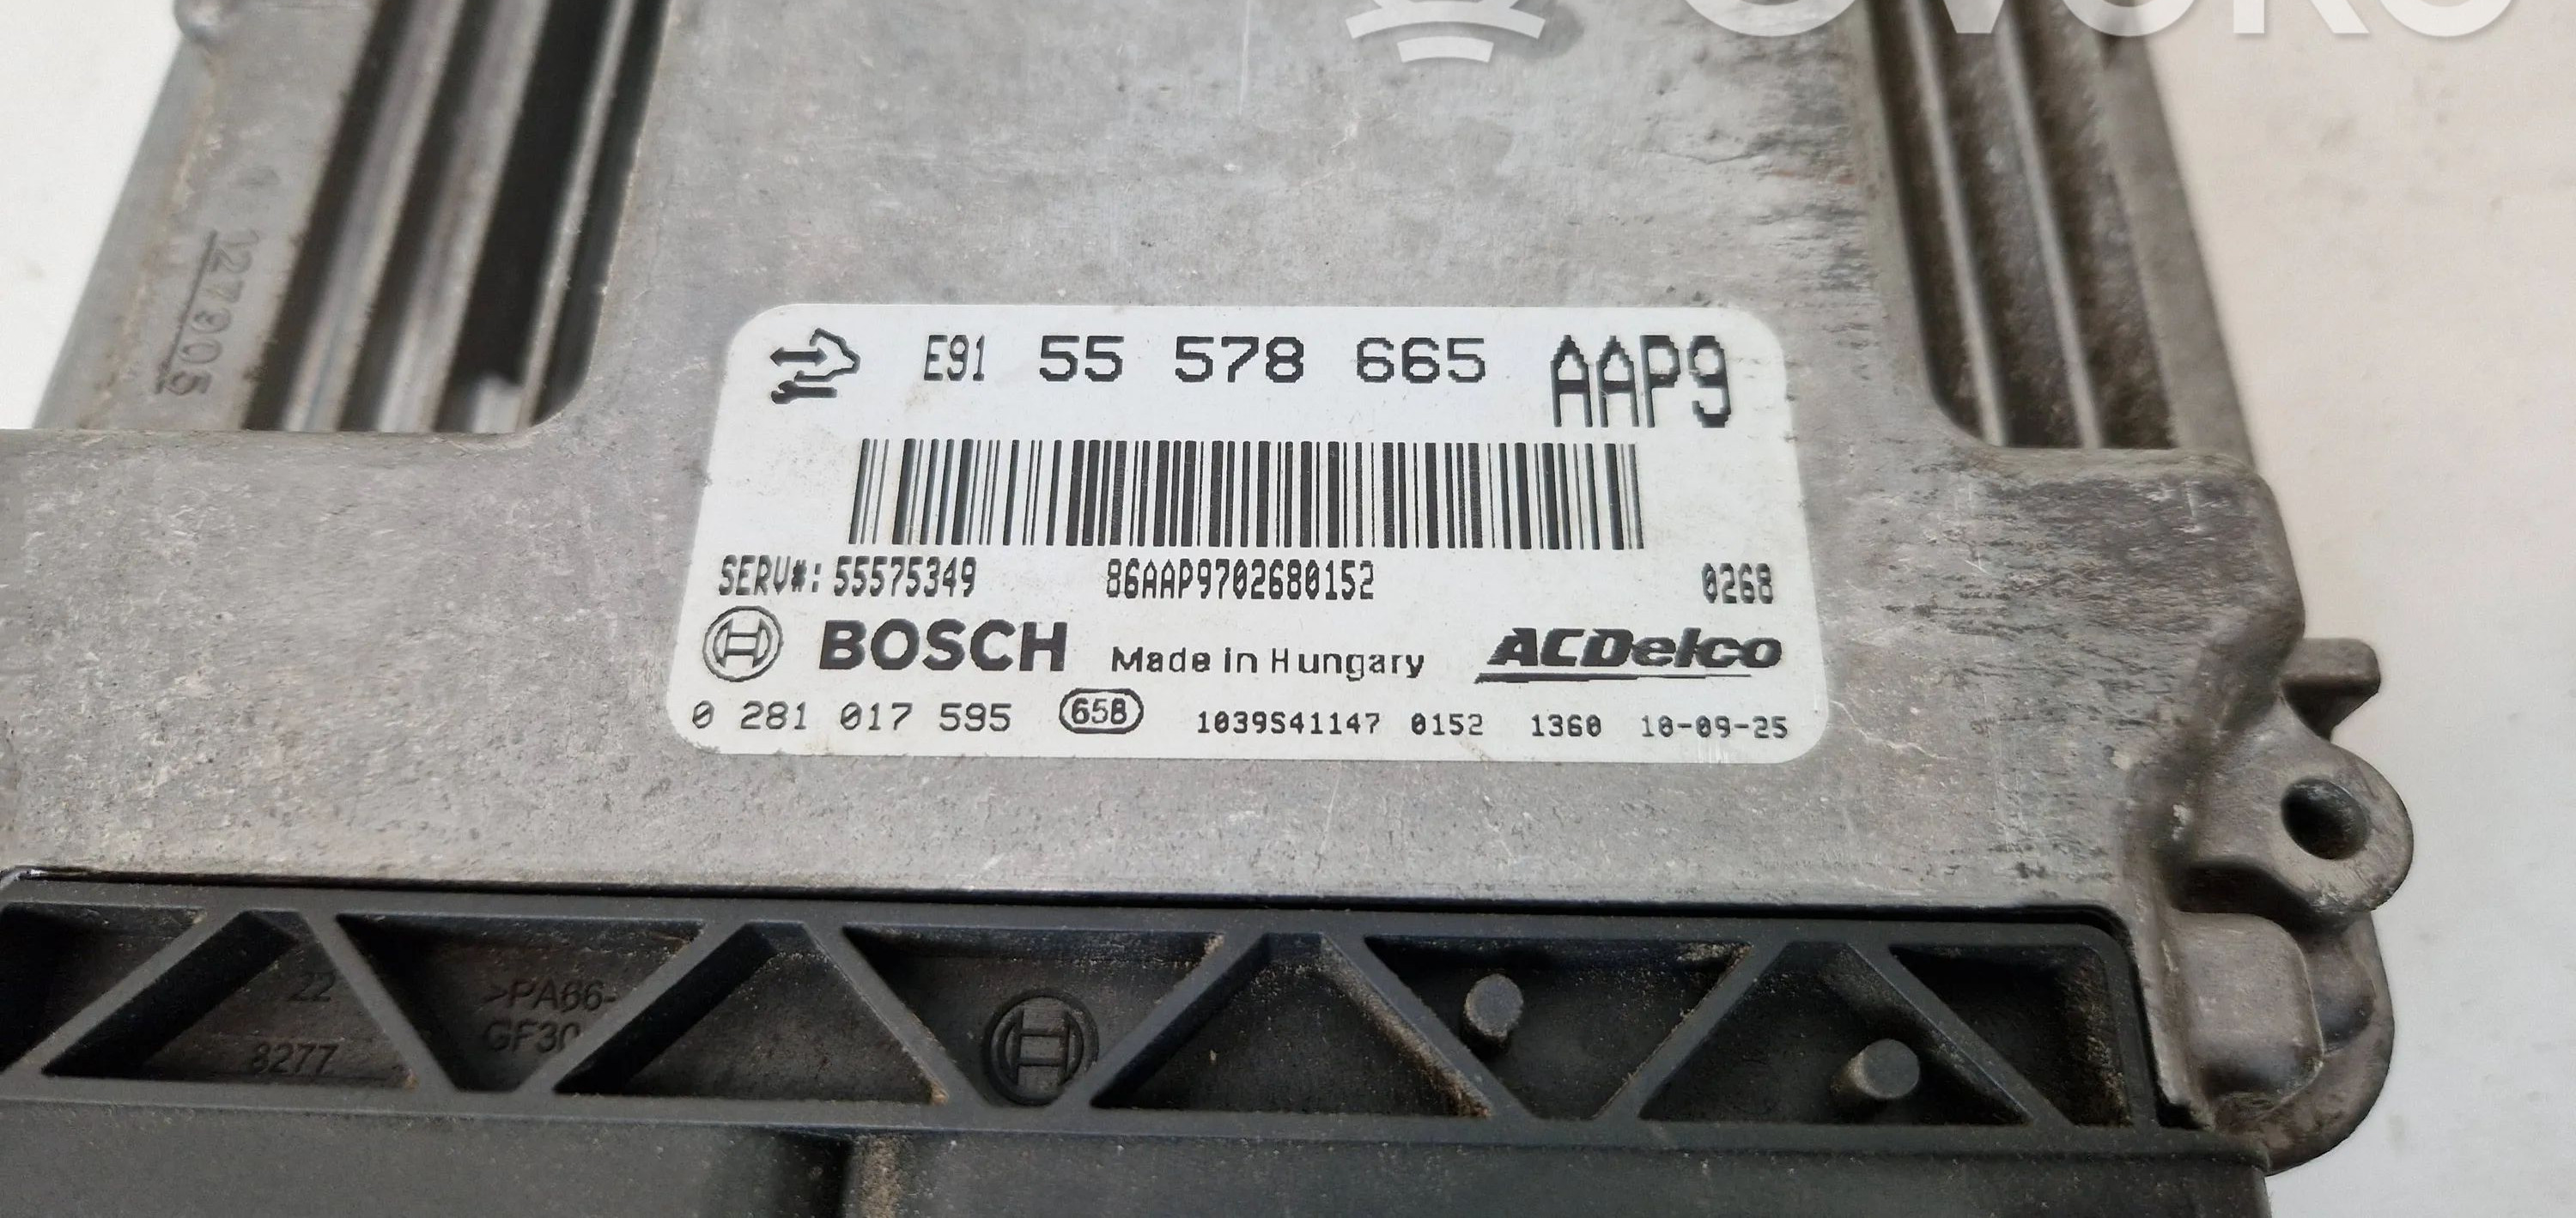 OVOKO
127905
E91 55 578 665 AAP9
SERV#: 55575349 86AAP9702680152 0268
BOSCH Made in Hungary ACDelco
0 281 017 595 658 1039S41147 0152 1360 10-09-25
22
8277
>PA66-
GF30